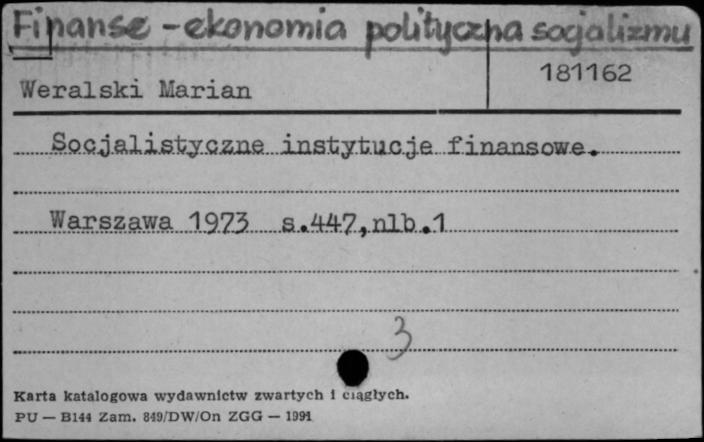 Finanse - ekonomia polityczna socjalizmu
181162
Weralski Marian
Socjalistyczne instytucje finansowe.
Warszawa 1973 s.447,nlb.1
3
Karta katalogowa wydawnictw zwartych i ciągłych.
PU — B144 Zam. 849/DW/On ZGG — 1991